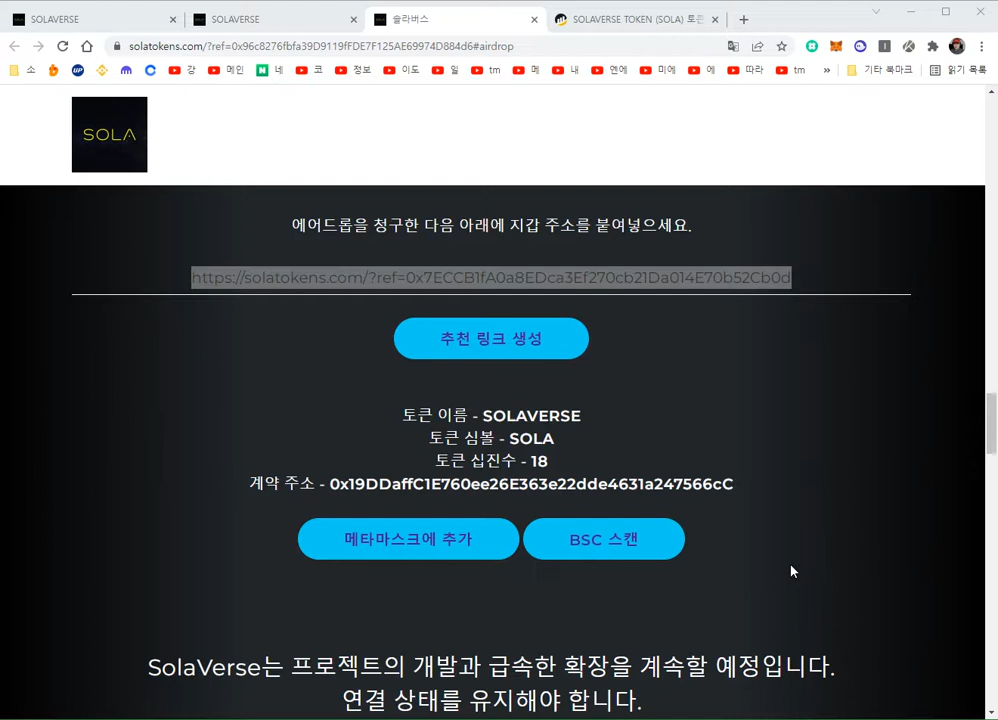 SOLAVERSE
SOLAVERSE
솔라버스
SOLAVERSE TOKEN (SOLA) 토큰
solatokens.com/?ref=0x96c8276fbfa39D9119fFDE7F125AE69974D884d6#airdrop
소 UP 강 메인 N 네 코 정보 이도 일 tm 메 내 엔에 미에 에 따라 tm » 기타 북마크 읽기 목록
SOLA
에어드롭을 청구한 다음 아래에 지갑 주소를 붙여넣으세요.
https://solatokens.com/?ref=0x7ECCB1fA0a8EDca3Ef270cb21Da014E70b52Cb0d
추천 링크 생성
토큰 이름 - SOLAVERSE
토큰 심볼 - SOLA
토큰 십진수 - 18
계약 주소 - 0x19DDaffC1E760ee26E363e22dde4631a247566cC
메타마스크에 추가 BSC 스캔
SolaVerse는 프로젝트의 개발과 급속한 확장을 계속할 예정입니다.
연결 상태를 유지해야 합니다.